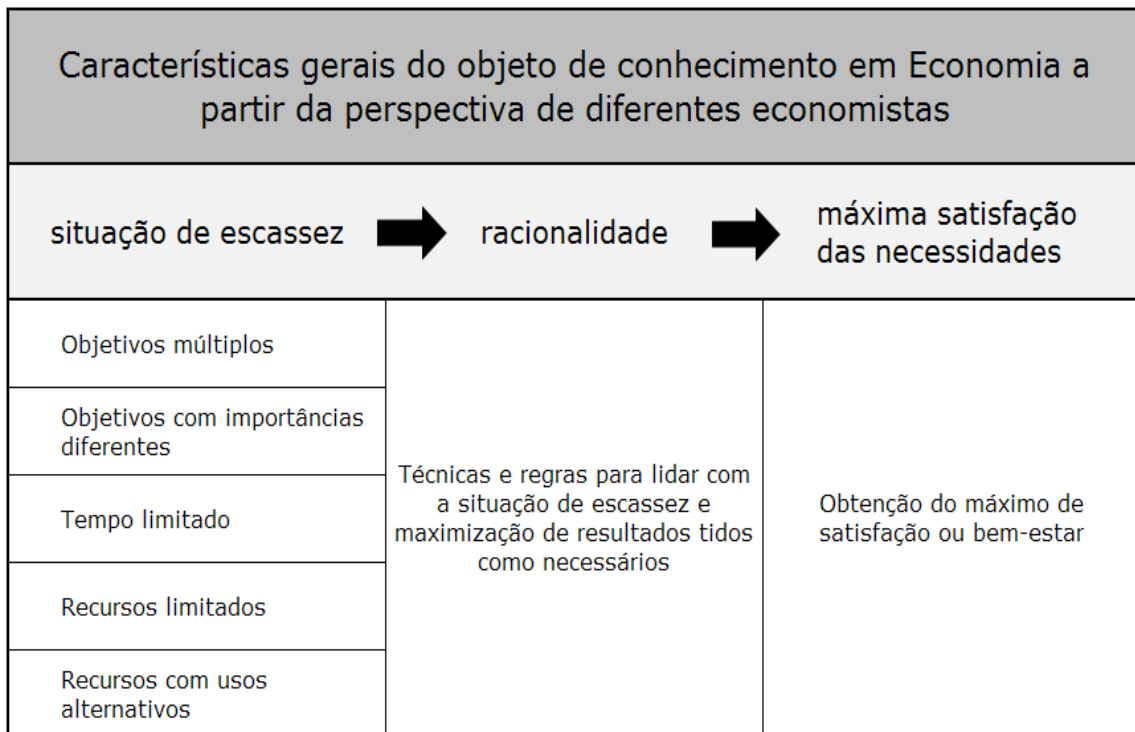 Características gerais do objeto de conhecimento em Economia a
partir da perspectiva de diferentes economistas
situação de escassez
racionalidade
máxima satisfação
das necessidades
Objetivos múltiplos
Objetivos com importâncias
diferentes
Tempo limitado
Recursos limitados
Recursos com usos
alternativos
Técnicas e regras para lidar com
a situação de escassez e
maximização de resultados tidos
como necessários
Obtenção do máximo de
satisfação ou bem-estar